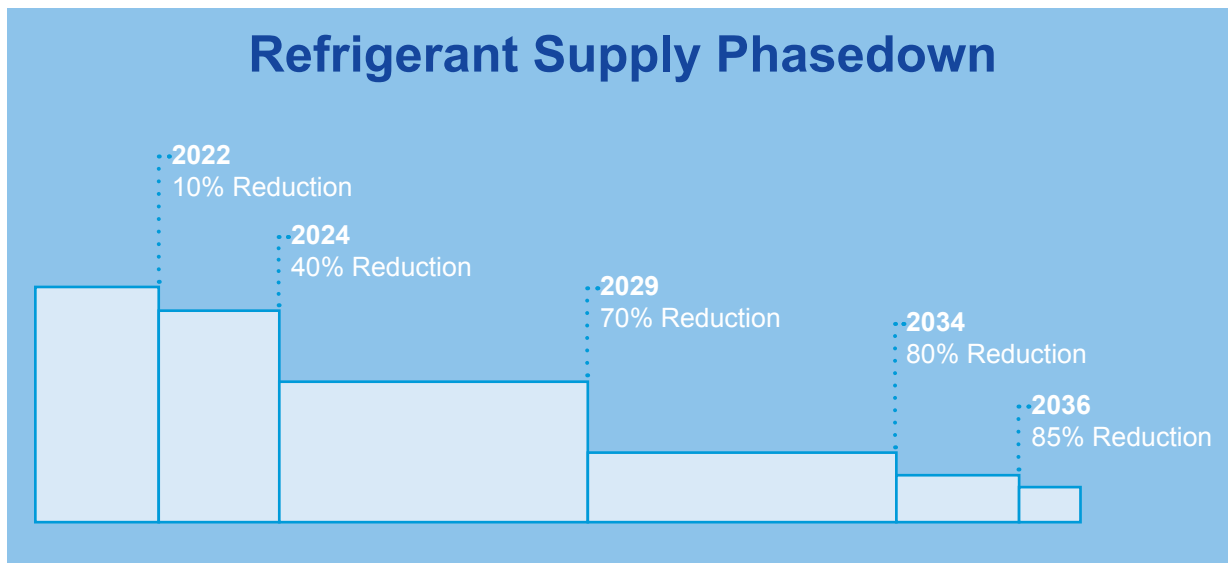 Refrigerant Supply Phasedown
2022
10% Reduction
2024
40% Reduction
2029
70% Reduction
2034
80% Reduction
2036
85% Reduction